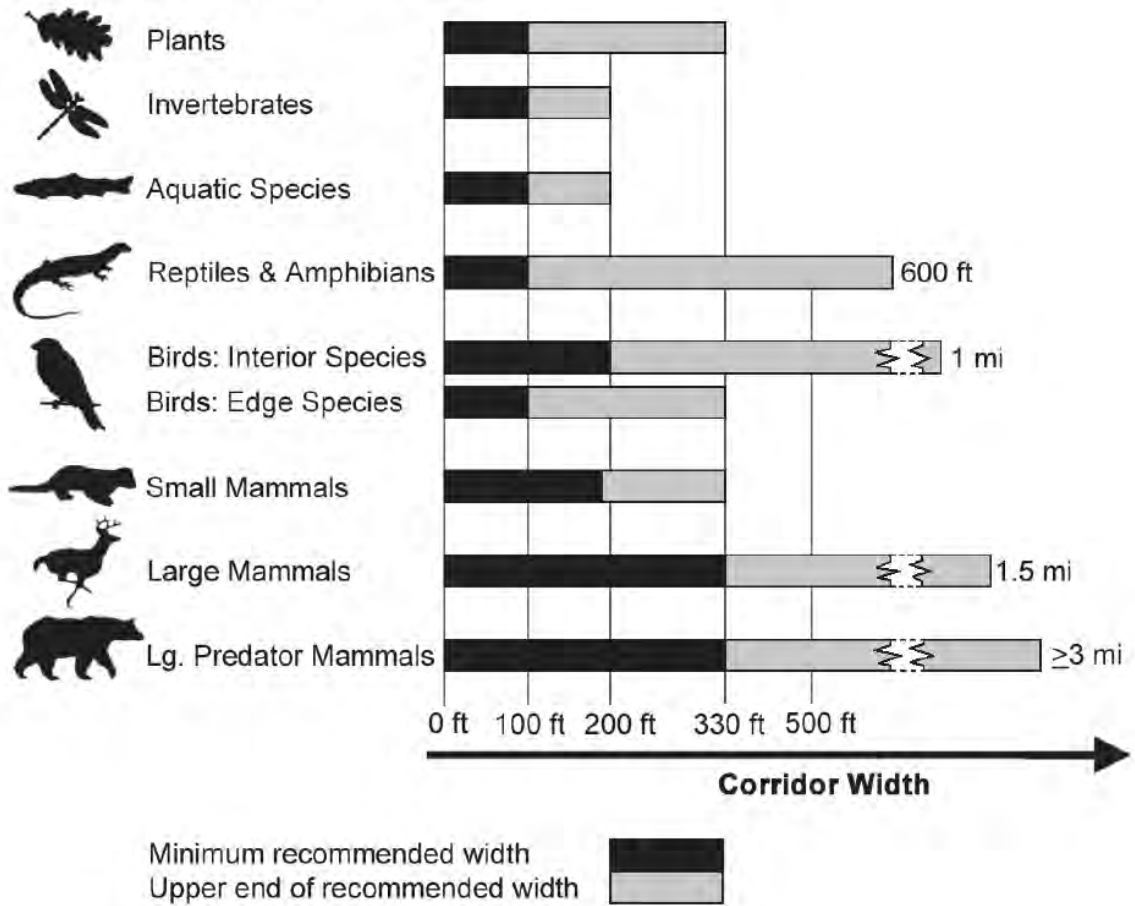 Plants
Invertebrates
Aquatic Species
Reptiles & Amphibians
600 ft
Birds: Interior Species
1 mi
Birds: Edge Species
Small Mammals
Large Mammals
1.5 mi
Lg. Predator Mammals
≥3 mi
0 ft 100 ft 200 ft 330 ft 500 ft
Corridor Width
Minimum recommended width
Upper end of recommended width